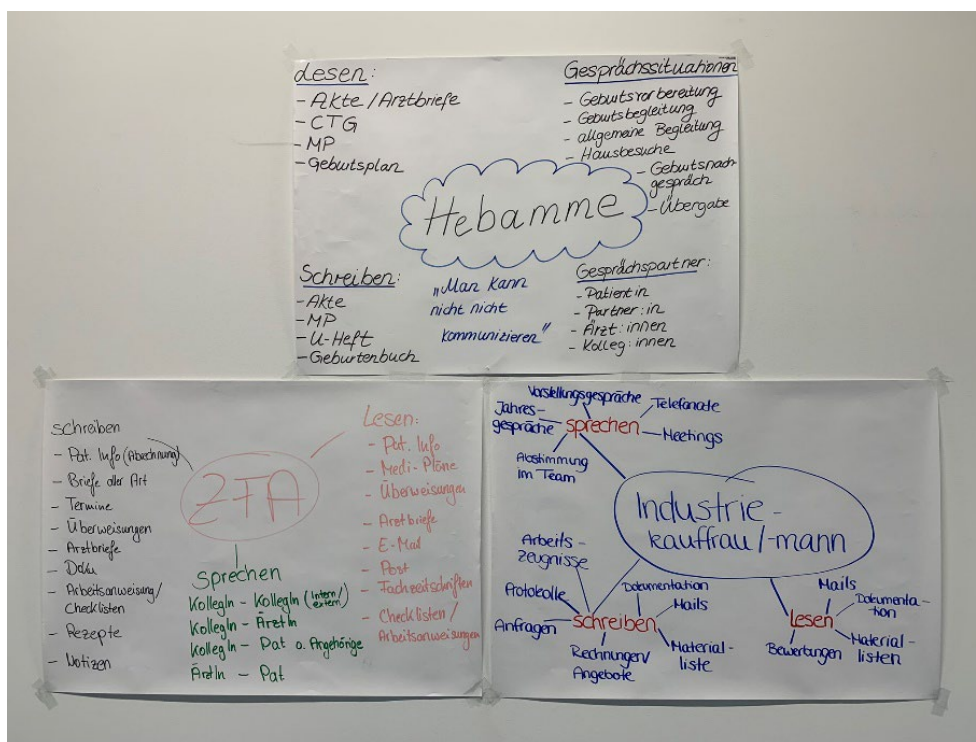 Lesen:
- Akte / Arztbriefe
- CTG
- MP
- Geburtsplan
Gesprächssituationen
- Geburtsvorbereitung
- Geburtsbegleitung
- allgemeine Begleitung
- Hausbesuche
- Geburtsnach
gespräch
- Übergabe
Hebamme
Schreiben:
- Akte
- MP
- U-Heft
- Geburtenbuch
"Man kann
nicht nicht
kommunizieren"
Gesprächspartner:
- Patientin
- Partner:in
- Ärzt:innen
- Kolleg:innen
schreiben
- Pat. Info (Abrechnung)
- Briefe aller Art
- Termine
- Überweisungen
- Arztbriefe
- Doku
- Arbeitsanweisung/
Checklisten
- Rezepte
- Notizen
ZFA
Sprechen
KollegIn - KollegIn (intern/
extern)
KollegIn - ÄrztIn
KollegIn - Pat o. Angehörige
ÄrztIn - Pat
Lesen:
- Pat. Info
- Medi-Pläne
- Überweisungen
- Arztbriefe
- E-Mail
- Post
- Fachzeitschriften
- Checklisten /
Arbeitsanweisungen
Vorstellungsgespräche
Jahres-
gespräche
sprechen
Telefonate
Meetings
Abstimmung
im Team
Industrie-
kauffrau/-mann
Arbeits-
zeugnisse
Protokolle
Anfragen
schreiben
Dokumentation
Mails
Material-
liste
Rechnungen/
Angebote
lesen
Mails
Dokumenta-
tion
Material-
listen
Bewertungen